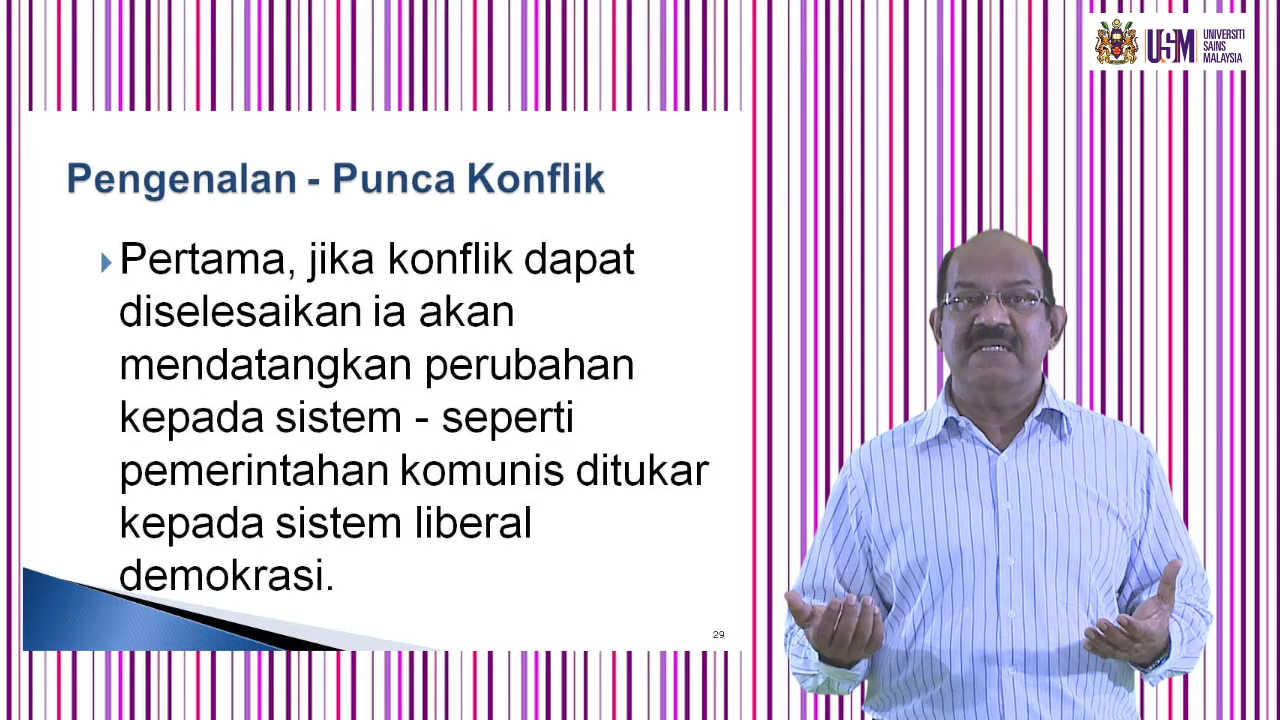 USM
UNIVERSITI
SAINS
MALAYSIA
Pengenalan - Punca Konflik
Pertama, jika konflik dapat
diselesaikan ia akan
mendatangkan perubahan
kepada sistem - seperti
pemerintahan komunis ditukar
kepada sistem liberal
demokrasi.
29